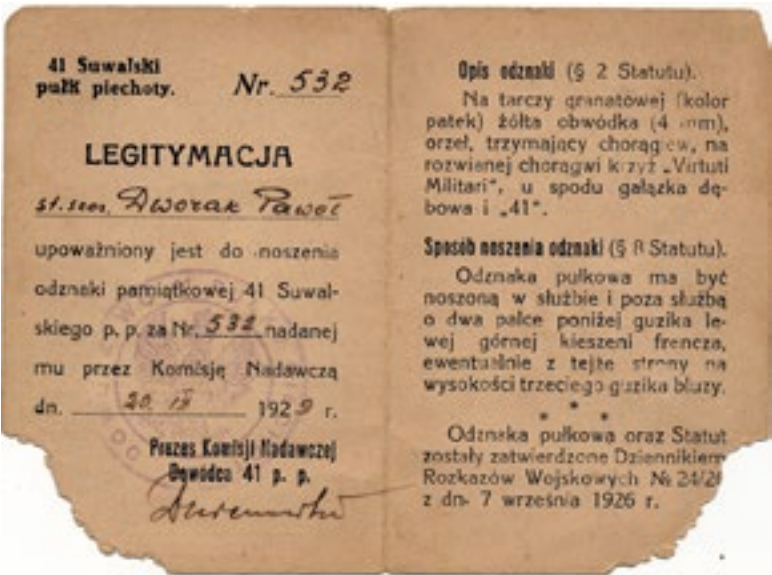 41 Suwalski
pułk piechoty.
Nr. 532
LEGITYMACJA
st. szer. Dworak Paweł
upoważniony jest do noszenia
odznaki pamiątkowej 41 Suwal-
skiego p. p. za Nr. 532 nadanej
mu przez Komisję Nadawczą
dn. 20. IV 1929 r.
Prezes Komisji Nadawczej
Dowódca 41 p. p.
Opis odznaki (§ 2 Statutu).
Na tarczy granatowej (kolor
patek) żółta obwódka (4 mm),
orzeł, trzymający chorągiew, na
rozwianej chorągwi krzyż „Virtuti
Militari", u spodu gałązka dę-
bowa i „41".
Sposób noszenia odznaki (§ 8 Statutu).
Odznaka pułkowa ma być
noszoną w służbie i poza służbą
o dwa palce poniżej guzika le-
wej górnej kieszeni frencza,
ewentualnie z tejże strony na
wysokości trzeciego guzika bluzy.
* * *
Odznaka pułkowa oraz Statut
zostały zatwierdzone Dziennikiem
Rozkazów Wojskowych № 24/26
z dn. 7 września 1926 r.